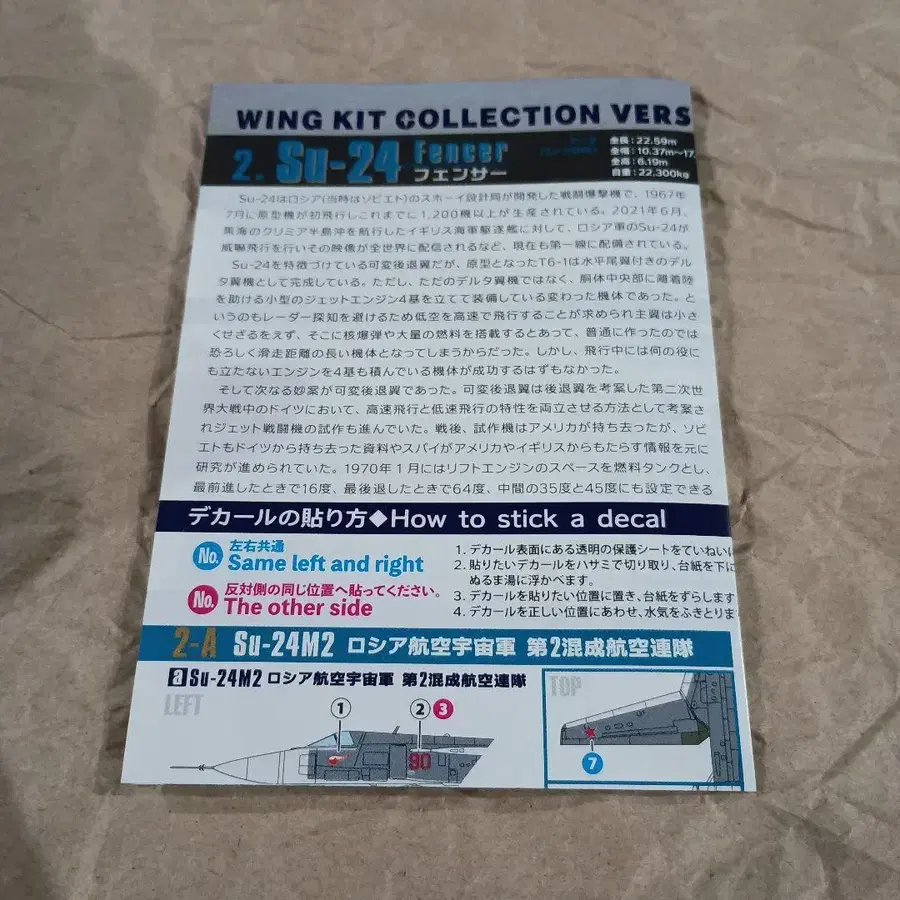 WING KIT COLLECTION VERS
2. Su-24 Fencer
フェンサー
全長:22.59m
全幅:10.37m〜17.
全高:6.19m
自重:22,300kg
Su-24はロシア(当時はソビエト)のスホーイ設計局が開発した戦闘爆撃機で、1967年
7月に原型機が初飛行しこれまでに1,200機以上が生産されている。2021年6月、
黒海のクリミア半島沖を航行したイギリス海軍駆逐艦に対して、ロシア軍のSu-24が
威嚇飛行を行いその映像が全世界に配信されるなど、現在も第一線に配備されている。
Su-24を特徴づけている可変後退翼だが、原型となったT6-1は水平尾翼付きのデル
タ翼機として完成している。ただし、ただのデルタ翼機ではなく、胴体中央部に離着陸
を助ける小型のジェットエンジン4基を立てて装備している変わった機体であった。と
いうのもレーダー探知を避けるため低空を高速で飛行することが求められ主翼は小さ
くせざるをえず、そこに核爆弾や大量の燃料を搭載するとあって、普通に作ったのでは
恐ろしく滑走距離の長い機体となってしまうからだった。しかし、飛行中には何の役に
も立たないエンジンを4基も積んでいる機体が成功するはずもなかった。
そして次なる妙案が可変後退翼であった。可変後退翼は後退翼を考案した第二次世
界大戦中のドイツにおいて、高速飛行と低速飛行の特性を両立させる方法として考案さ
れジェット戦闘機の試作も進んでいた。戦後、試作機はアメリカが持ち去ったが、ソビ
エトもドイツから持ち去った資料やスパイがアメリカやイギリスからもたらす情報を元に
研究が進められていた。1970年1月にはリフトエンジンのスペースを燃料タンクとし、
最前進したときで16度、最後退したときで64度、中間の35度と45度にも設定できる
デカールの貼り方◆How to stick a decal
No. 左右共通
Same left and right
No. 反対側の同じ位置へ貼ってください。
The other side
1. デカール表面にある透明の保護シートをていねいに
2. 貼りたいデカールをハサミで切り取り、台紙を下に
ぬるま湯に浮かべます。
3. デカールを貼りたい位置に置き、台紙をずらします
4. デカールを正しい位置にあわせ、水気をふきとりま
2-A Su-24M2 ロシア航空宇宙軍 第2混成航空連隊
a Su-24M2 ロシア航空宇宙軍 第2混成航空連隊
LEFT
1
2 3
90
TOP
7